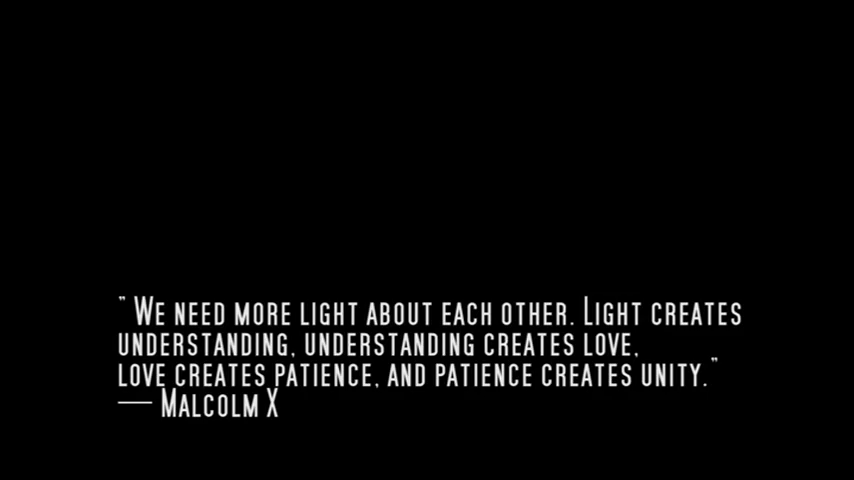 " We need more light about each other. Light creates
understanding, understanding creates love,
love creates patience, and patience creates unity."
— Malcolm X